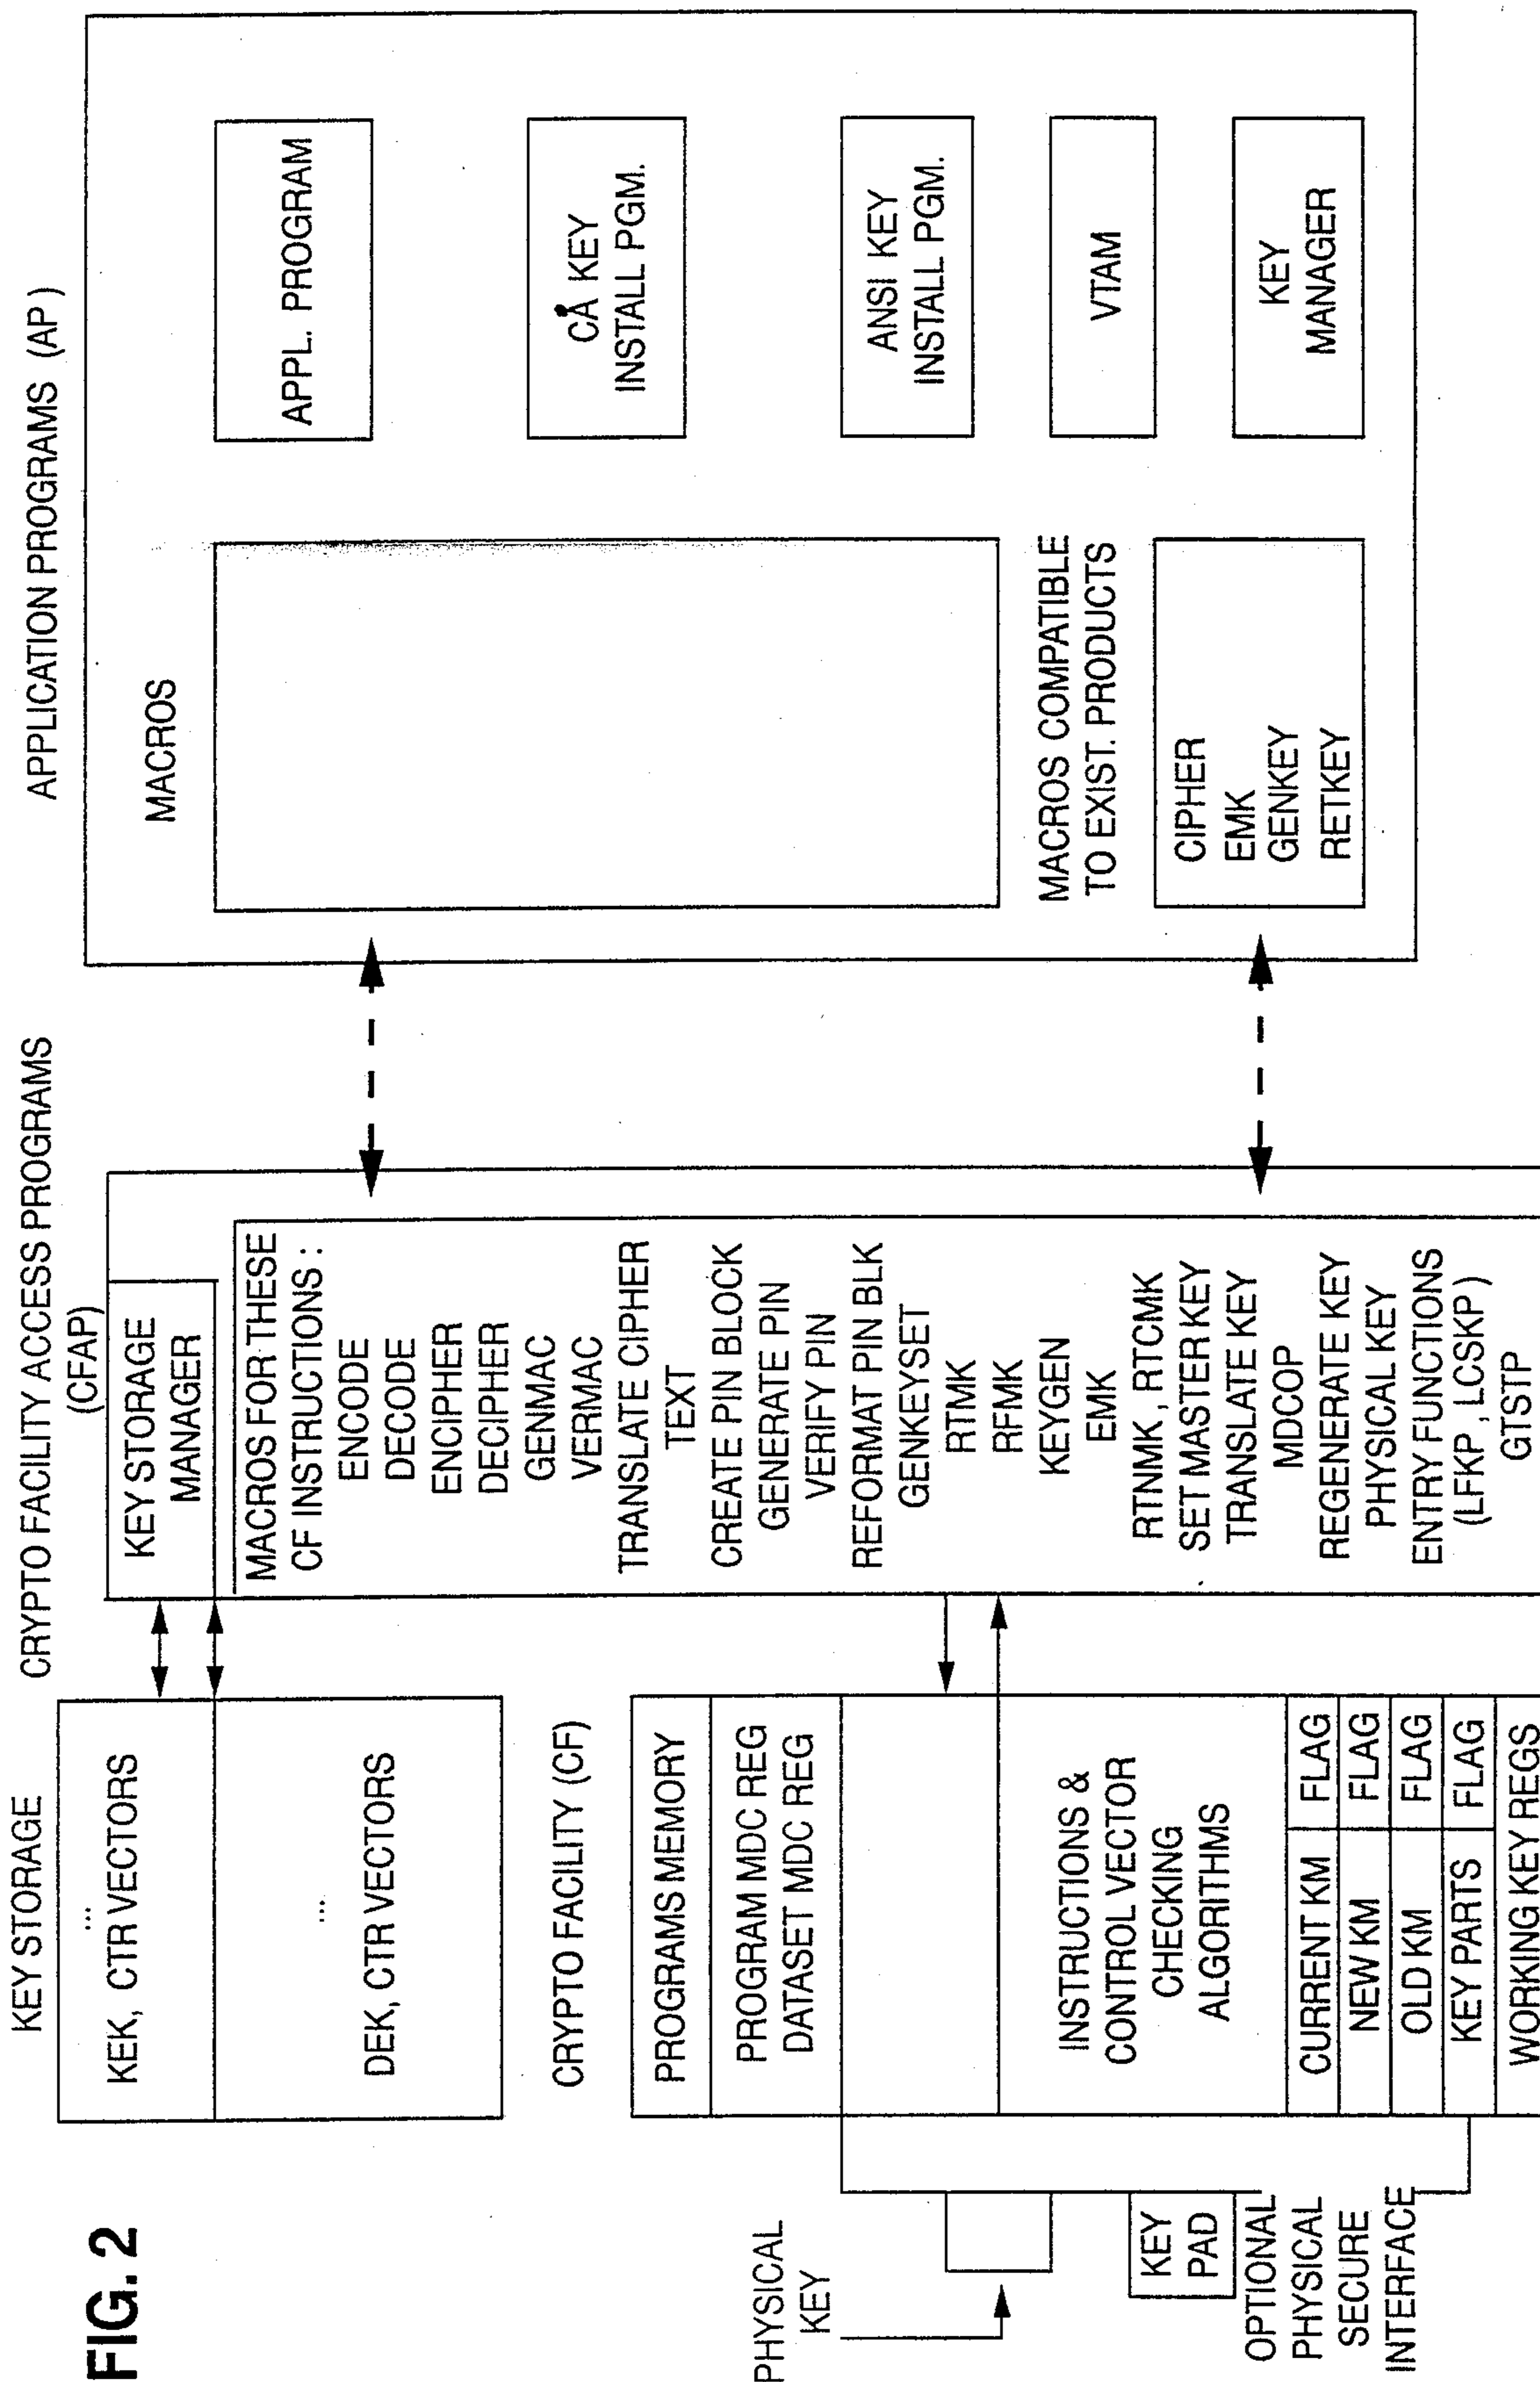 FIG. 2
KEY STORAGE
KEK, CTR VECTORS
...
DEK, CTR VECTORS
...
CRYPTO FACILITY (CF)
PROGRAMS MEMORY
PROGRAM MDC REG
DATASET MDC REG
INSTRUCTIONS &
CONTROL VECTOR
CHECKING
ALGORITHMS
CURRENT KM FLAG
NEW KM FLAG
OLD KM FLAG
KEY PARTS FLAG
WORKING KEY REGS
PHYSICAL
KEY
KEY
PAD
OPTIONAL
PHYSICAL
SECURE
INTERFACE
CRYPTO FACILITY ACCESS PROGRAMS
(CFAP)
KEY STORAGE
MANAGER
MACROS FOR THESE
CF INSTRUCTIONS :
ENCODE
DECODE
ENCIPHER
DECIPHER
GENMAC
VERMAC
TRANSLATE CIPHER
TEXT
CREATE PIN BLOCK
GENERATE PIN
VERIFY PIN
REFORMAT PIN BLK
GENKEYSET
RTMK
RFMK
KEYGEN
EMK
RTNMK, RTCMK
SET MASTER KEY
TRANSLATE KEY
MDCOP
REGENERATE KEY
PHYSICAL KEY
ENTRY FUNCTIONS
(LFKP, LCSKP)
GTSTP
APPLICATION PROGRAMS (AP)
MACROS
MACROS COMPATIBLE
TO EXIST. PRODUCTS
CIPHER
EMK
GENKEY
RETKEY
APPL. PROGRAM
CA KEY
INSTALL PGM.
ANSI KEY
INSTALL PGM.
VTAM
KEY
MANAGER